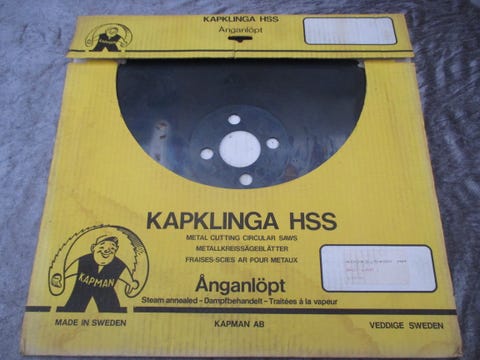 KAPKLINGA HSS
Ånganlöpt
KAPMAN
KAPKLINGA HSS
METAL CUTTING CIRCULAR SAWS
METALLKREISSÄGEBLÄTTER
FRAISES-SCIES AR POUR METAUX
KAPMAN
Ånganlöpt
Steam annealed – Dampfbehandelt – Traitées à la vapeur
MADE IN SWEDEN
KAPMAN AB
VEDDIGE SWEDEN